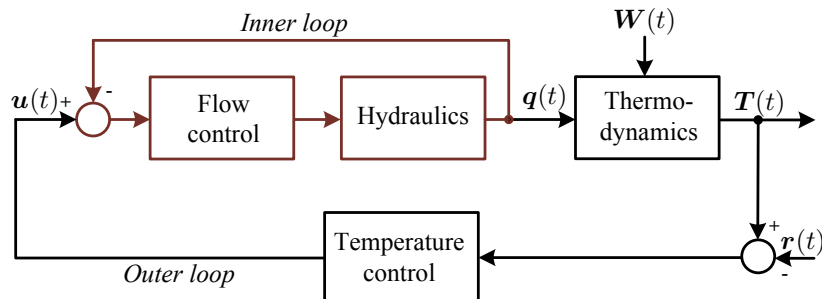 Inner loop
W(t)
u(t) + -
Flow
control
Hydraulics
q(t)
Thermo-
dynamics
T(t)
Temperature
control
+
r(t)
-
Outer loop